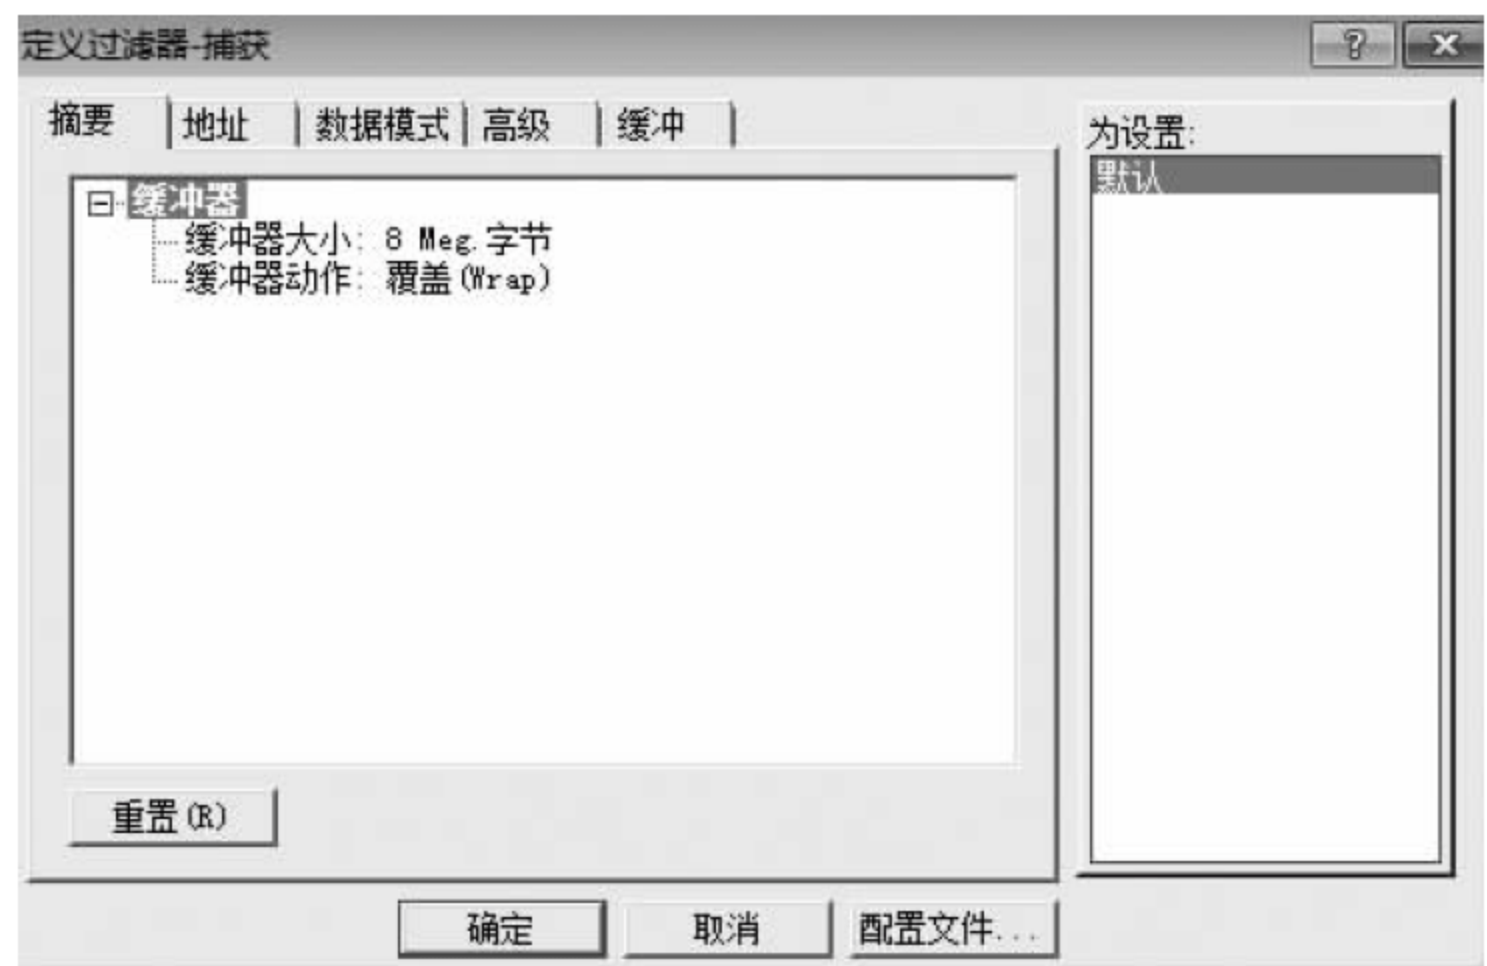 定义过滤器-捕获
摘要 地址 数据模式 高级 缓冲
为设置:
默认
缓冲器
缓冲器大小: 8 Meg.字节
缓冲器动作: 覆盖(Wrap)
重置(R)
确定 取消 配置文件...